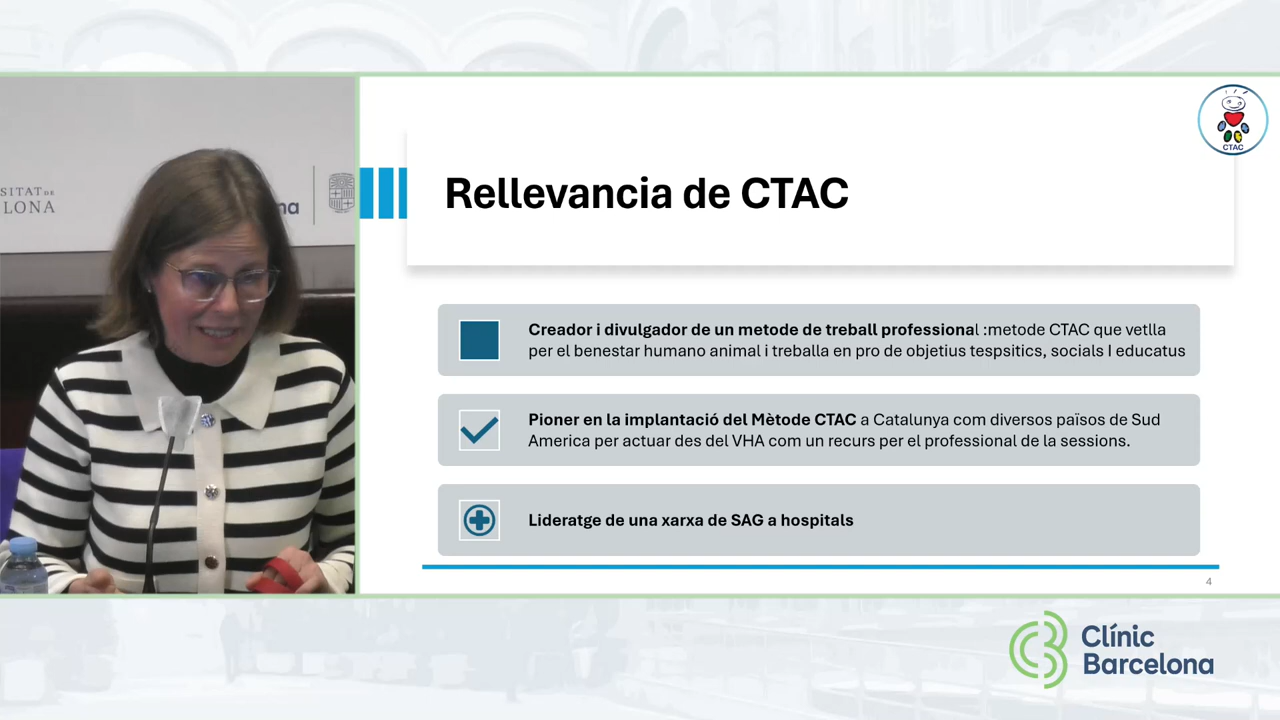 SITAT DE
LONA
na
CTAC
Rellevancia de CTAC
Creador i divulgador de un metode de treball professional :metode CTAC que vetlla
per el benestar humano animal i treballa en pro de objetius tespsitics, socials I educatus
Pioner en la implantació del Mètode CTAC a Catalunya com diversos països de Sud
America per actuar des del VHA com un recurs per el professional de la sessions.
Lideratge de una xarxa de SAG a hospitals
4
Clínic
Barcelona